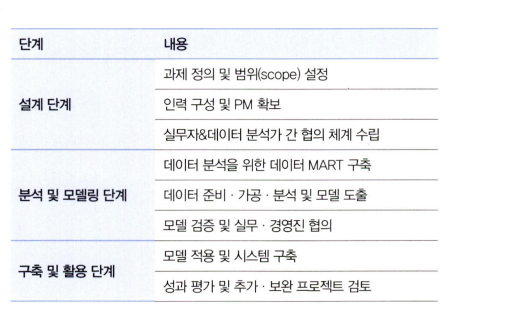 단계 내용
설계 단계
과제 정의 및 범위(scope) 설정
인력 구성 및 PM 확보
실무자&데이터 분석가 간 협의 체계 수립
분석 및 모델링 단계
데이터 분석을 위한 데이터 MART 구축
데이터 준비 · 가공 · 분석 및 모델 도출
모델 검증 및 실무 · 경영진 협의
구축 및 활용 단계
모델 적용 및 시스템 구축
성과 평가 및 추가 · 보완 프로젝트 검토